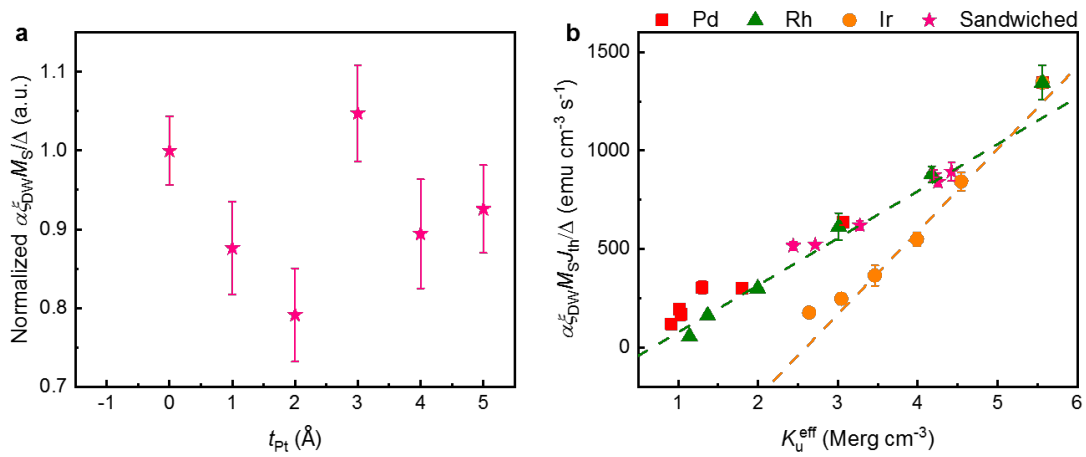 a
Normalized αξDWMS/Δ (a.u.)
1.1
1.0
0.9
0.8
0.7
-1 0 1 2 3 4 5
tPt (Å)
b
Pd Rh Ir Sandwiched
αξDWMSJth/Δ (emu cm⁻³ s⁻¹)
1500
1000
500
0
1 2 3 4 5 6
Kueff (Merg cm⁻³)